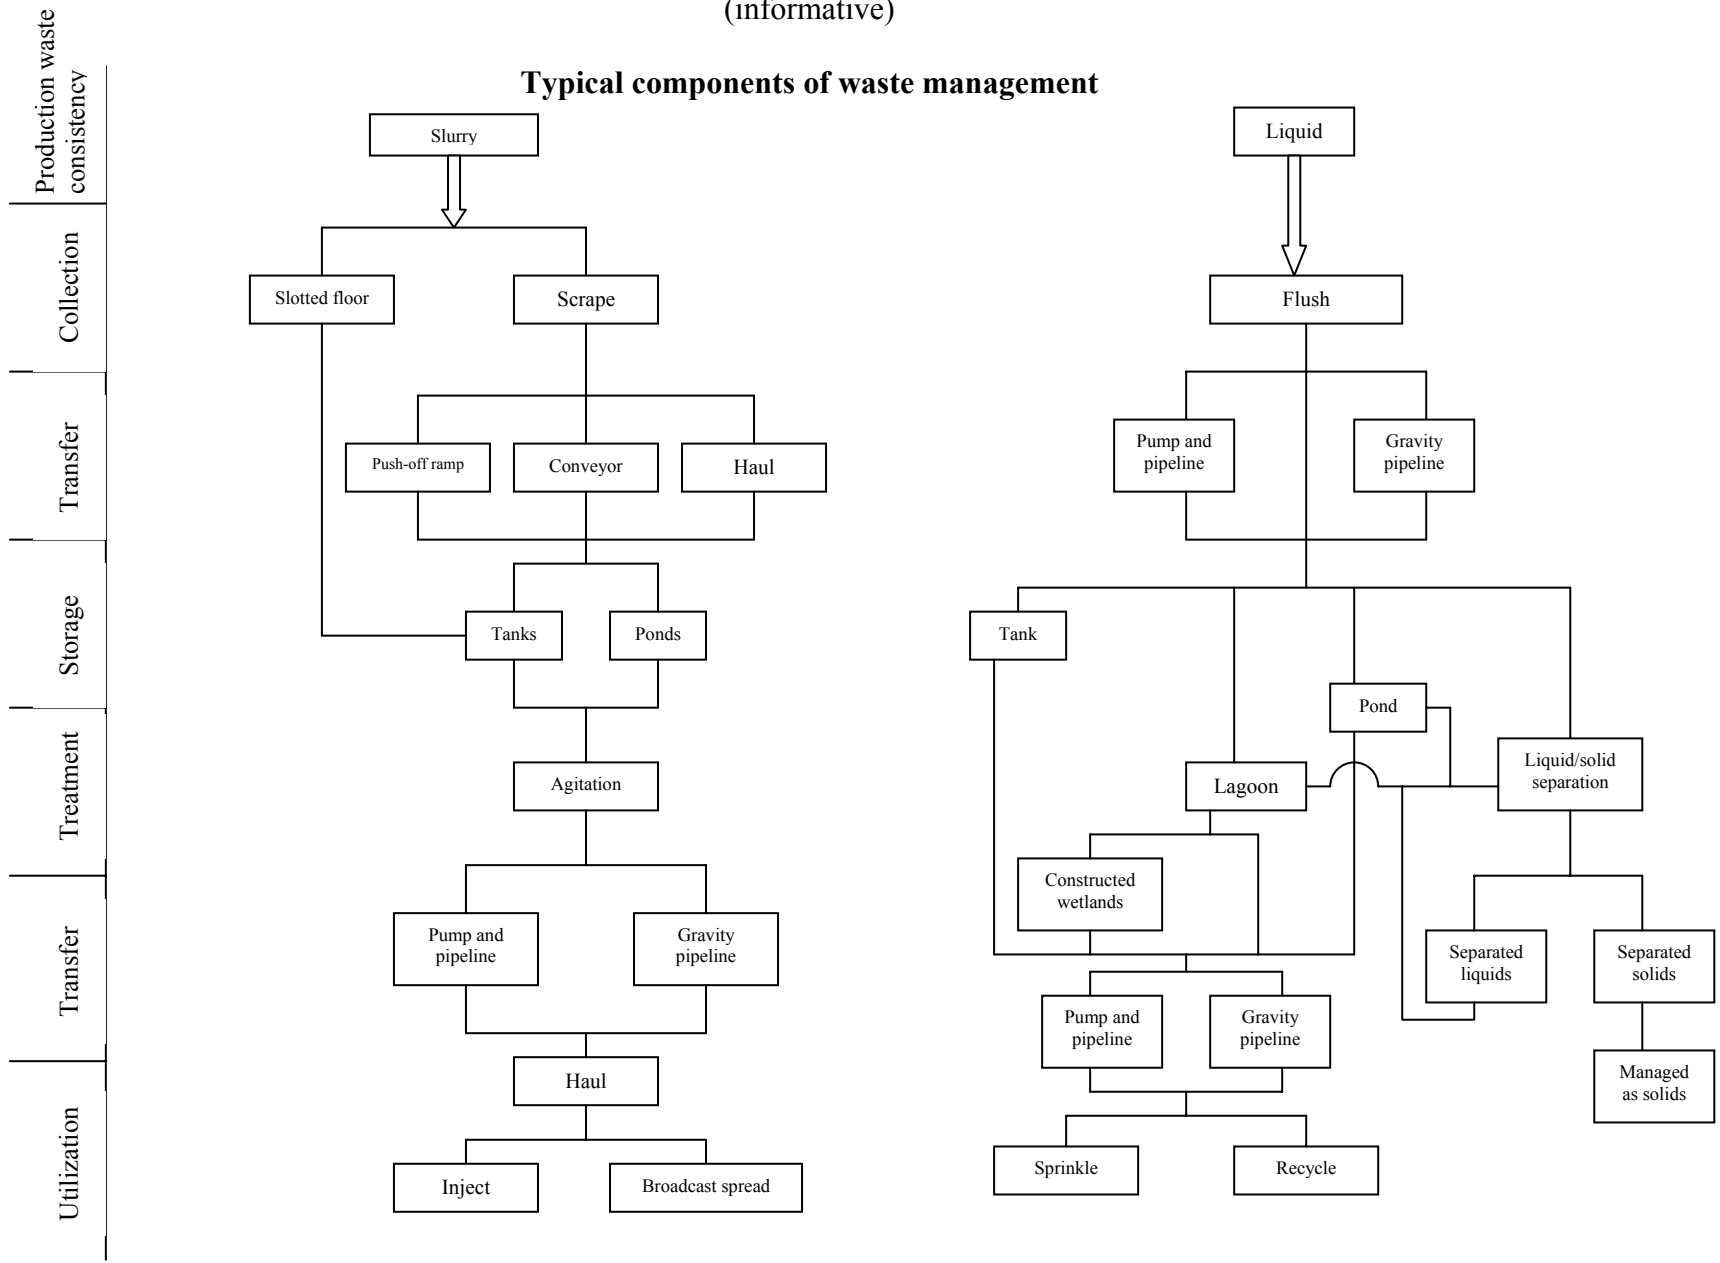 (informative)
Typical components of waste management
Production waste
consistency
Slurry
Liquid
Collection
Slotted floor
Scrape
Flush
Transfer
Push-off ramp
Conveyor
Haul
Pump and
pipeline
Gravity
pipeline
Storage
Tanks
Ponds
Tank
Pond
Treatment
Agitation
Lagoon
Liquid/solid
separation
Constructed
wetlands
Transfer
Pump and
pipeline
Gravity
pipeline
Separated
liquids
Separated
solids
Pump and
pipeline
Gravity
pipeline
Haul
Managed
as solids
Utilization
Inject
Broadcast spread
Sprinkle
Recycle